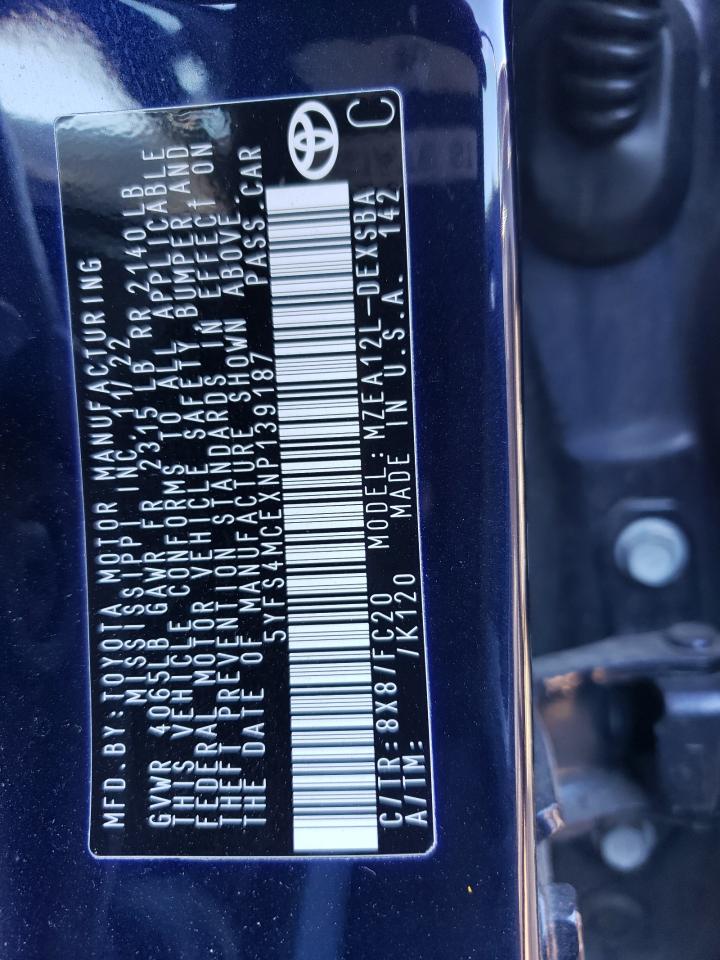 MFD.BY:TOYOTA MOTOR MANUFACTURING
MISSISSIPPI INC. 11/22
GVWR 4065LB GAWR FR 2315 LB RR 2140LB
THIS VEHICLE CONFORMS TO ALL APPLICABLE
FEDERAL MOTOR VEHICLE SAFETY, BUMPER AND
THEFT PREVENTION STANDARDS IN EFFECT ON
THE DATE OF MANUFACTURE SHOWN ABOVE.
5YFS4MCEXNP139187 PASS.CAR
C/TR:8X8/FC20 MODEL:MZEA12L-DEXSBA
A/TM: /K120 MADE IN U.S.A. 142
C